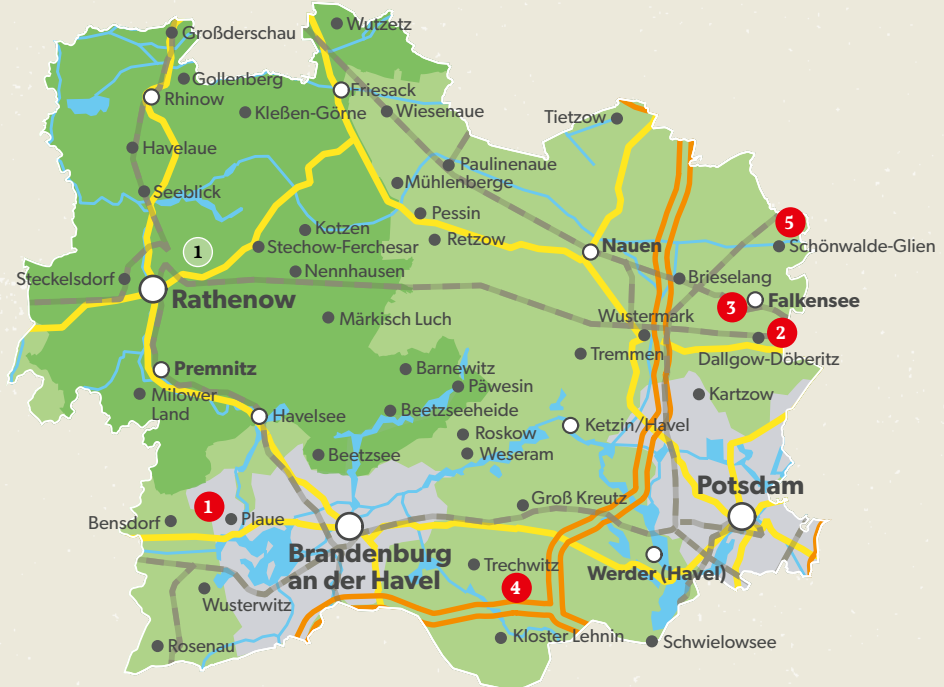 Großderschau
Wutzetz
Gollenberg
Rhinow
Friesack
Kleßen-Görne
Wiesenaue
Tietzow
Havelaue
Paulinenaue
Mühlenberge
Seeblick
Pessin
5
Kotzen
Retzow
1
Stechow-Ferchesar
Nauen
Schönwalde-Glien
Steckelsdorf
Nennhausen
Brieselang
Rathenow
3
Falkensee
Märkisch Luch
Wustermark
2
Tremmen
Dallgow-Döberitz
Premnitz
Barnewitz
Päwesin
Milower
Land
Kartzow
Havelsee
Beetzseeheide
Ketzin/Havel
Roskow
Beetzsee
Weseram
Potsdam
Groß Kreutz
1
Bensdorf
Plaue
Brandenburg
an der Havel
Trechwitz
Werder (Havel)
4
Wusterwitz
Kloster Lehnin
Schwielowsee
Rosenau